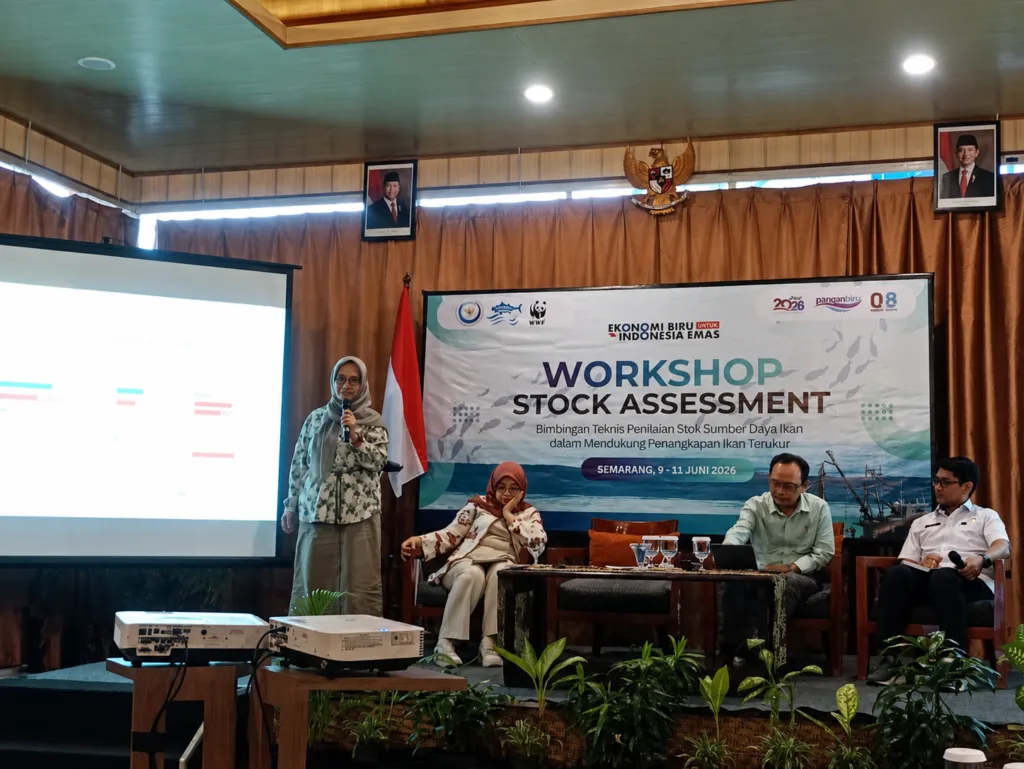 WWF
2026
panganbiru
08
EKONOMI BIRU UNTUK
INDONESIA EMAS
WORKSHOP
STOCK ASSESSMENT
Bimbingan Teknis Penilaian Stok Sumber Daya Ikan
dalam Mendukung Penangkapan Ikan Terukur
SEMARANG, 9 - 11 JUNI 2026